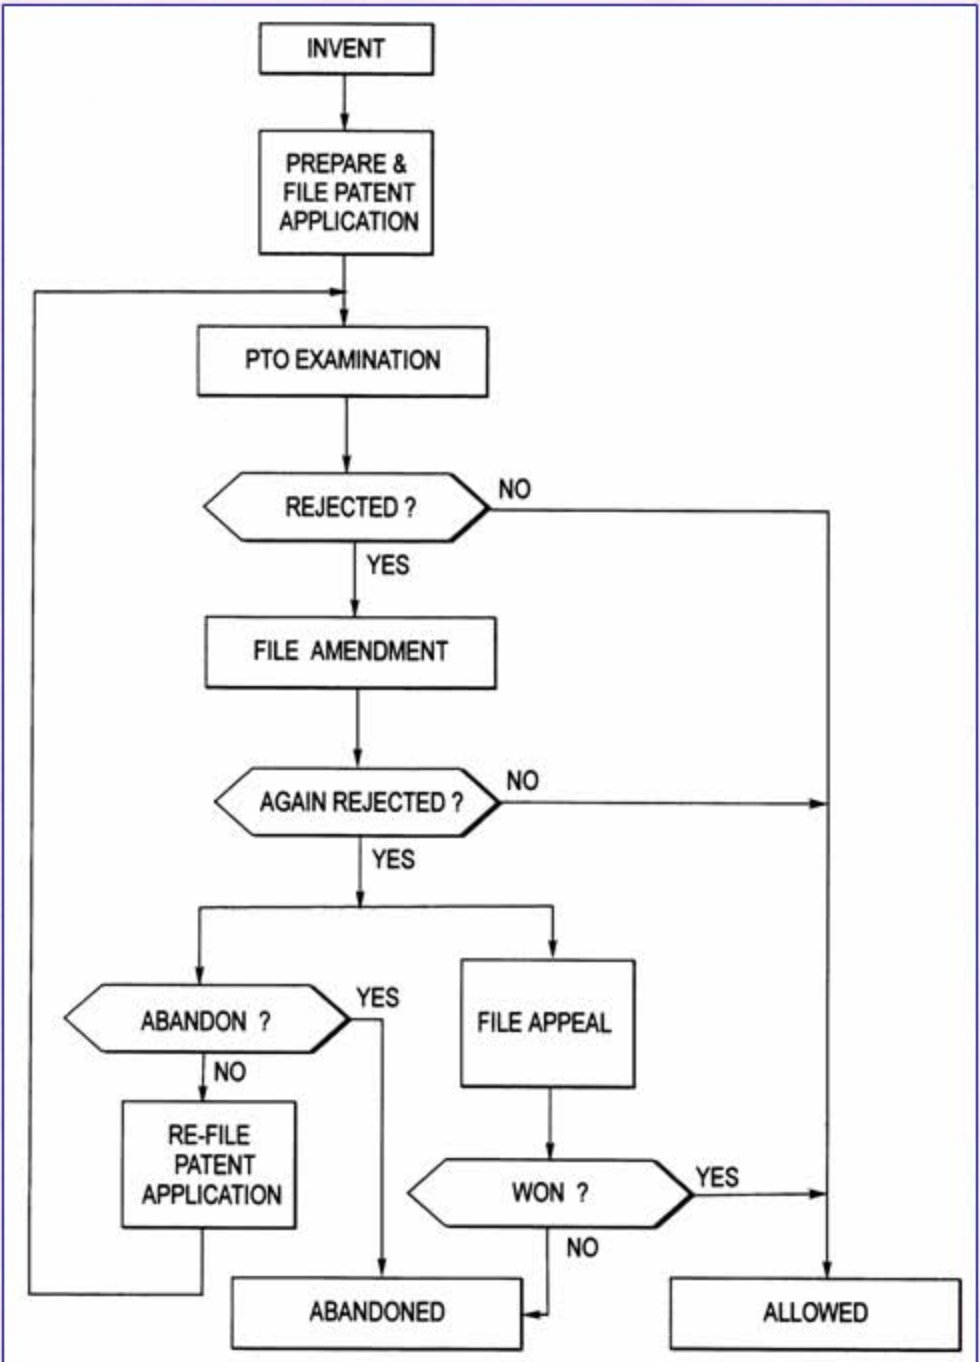 INVENT
PREPARE &
FILE PATENT
APPLICATION
PTO EXAMINATION
REJECTED ?
NO
YES
FILE AMENDMENT
AGAIN REJECTED ?
NO
YES
ABANDON ?
YES
NO
FILE APPEAL
RE-FILE
PATENT
APPLICATION
WON ?
YES
NO
ABANDONED
ALLOWED